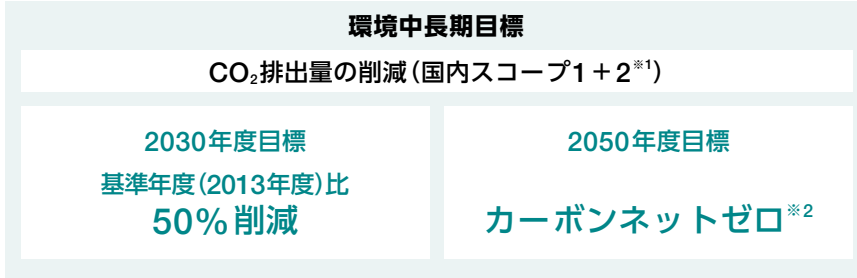 環境中長期目標
CO₂排出量の削減（国内スコープ1＋2※1）
2030年度目標
基準年度（2013年度）比
50％削減
2050年度目標
カーボンネットゼロ※2